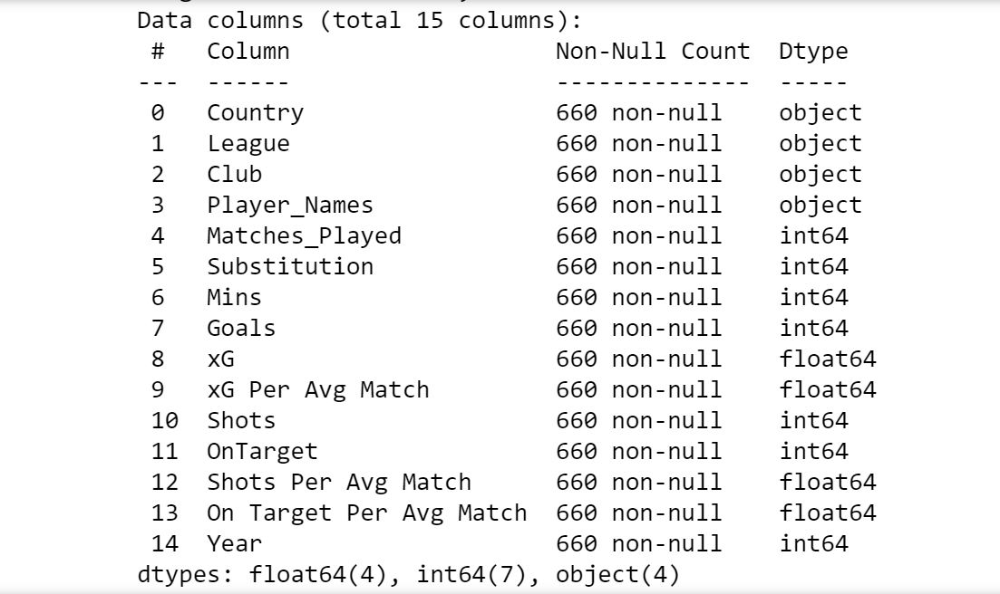 Data columns (total 15 columns):
 #   Column                   Non-Null Count  Dtype
---  ------                   --------------  -----
 0   Country                  660 non-null    object
 1   League                   660 non-null    object
 2   Club                     660 non-null    object
 3   Player_Names             660 non-null    object
 4   Matches_Played           660 non-null    int64
 5   Substitution             660 non-null    int64
 6   Mins                     660 non-null    int64
 7   Goals                    660 non-null    int64
 8   xG                       660 non-null    float64
 9   xG Per Avg Match         660 non-null    float64
 10  Shots                    660 non-null    int64
 11  OnTarget                 660 non-null    int64
 12  Shots Per Avg Match      660 non-null    float64
 13  On Target Per Avg Match  660 non-null    float64
 14  Year                     660 non-null    int64
dtypes: float64(4), int64(7), object(4)